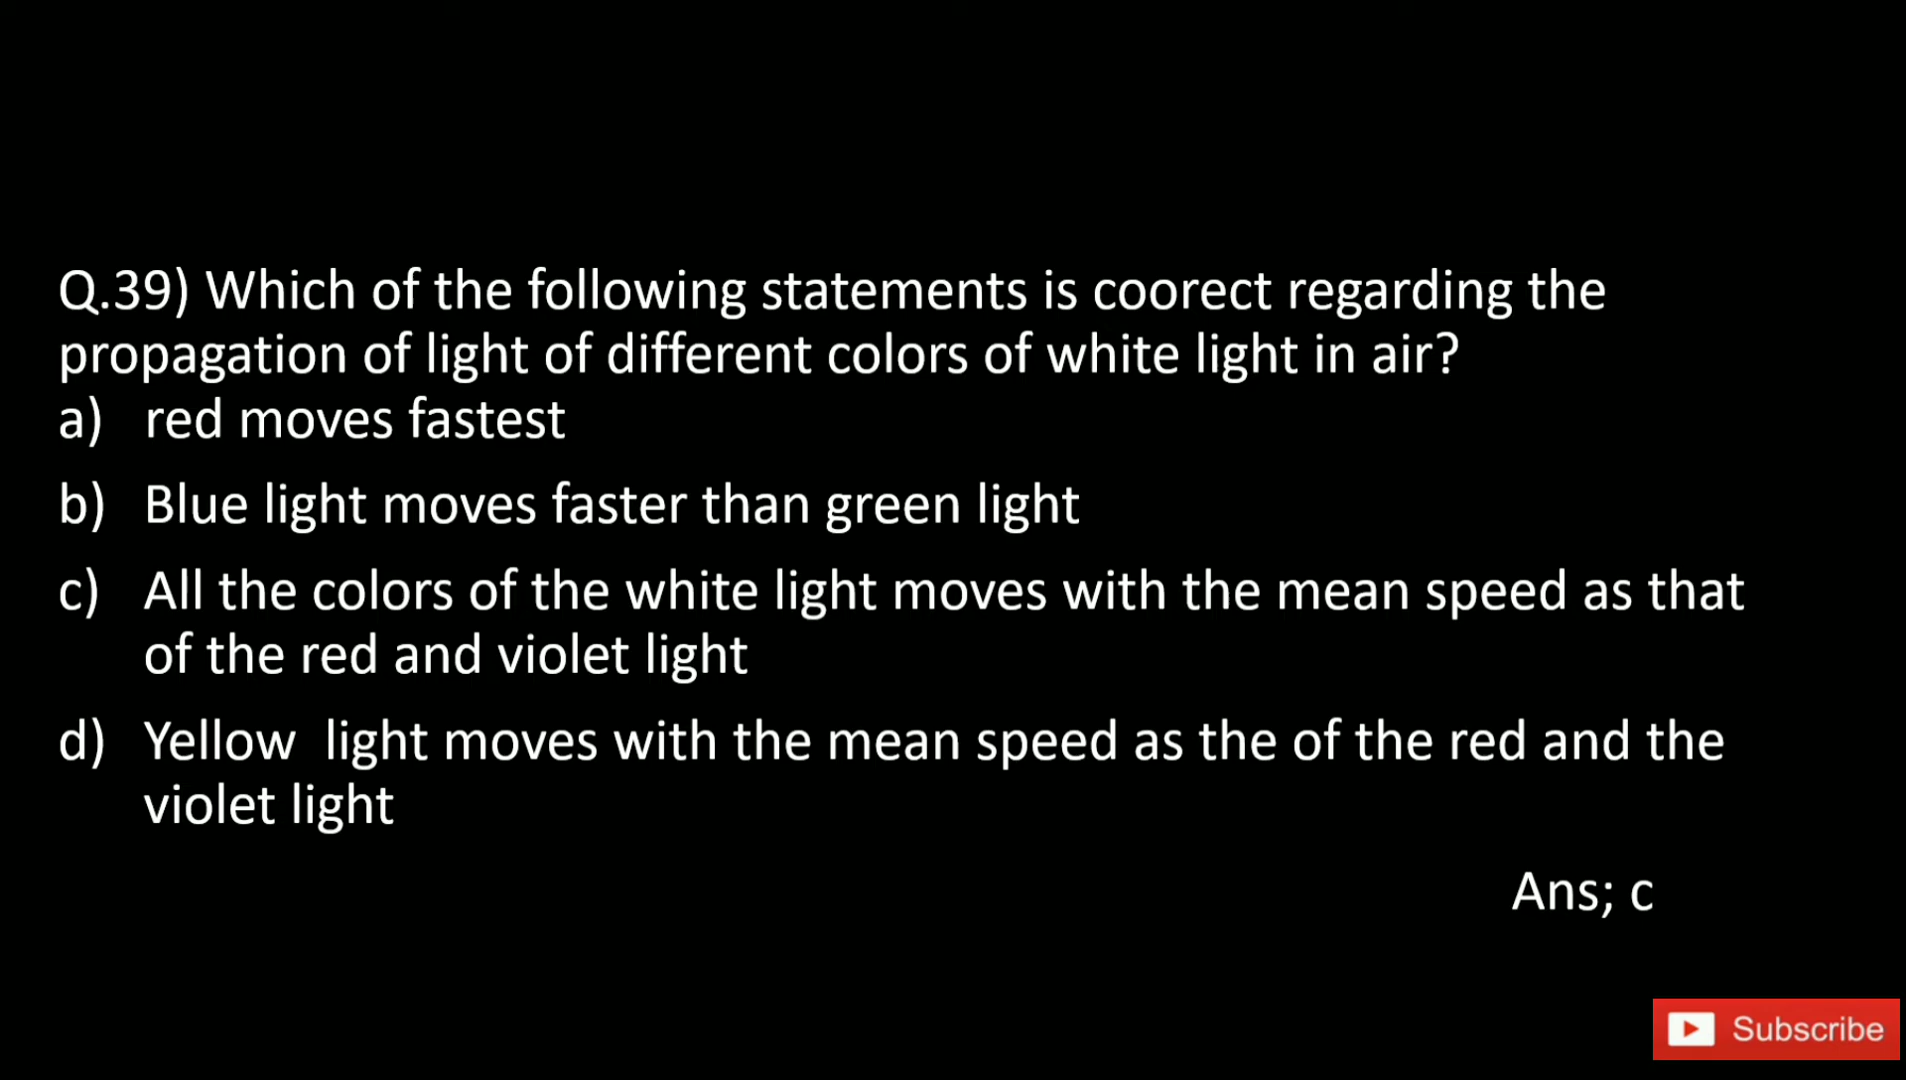 Q.39) Which of the following statements is coorect regarding the
propagation of light of different colors of white light in air?
a) red moves fastest
b) Blue light moves faster than green light
c) All the colors of the white light moves with the mean speed as that
of the red and violet light
d) Yellow light moves with the mean speed as the of the red and the
violet light
Ans; c
Subscribe